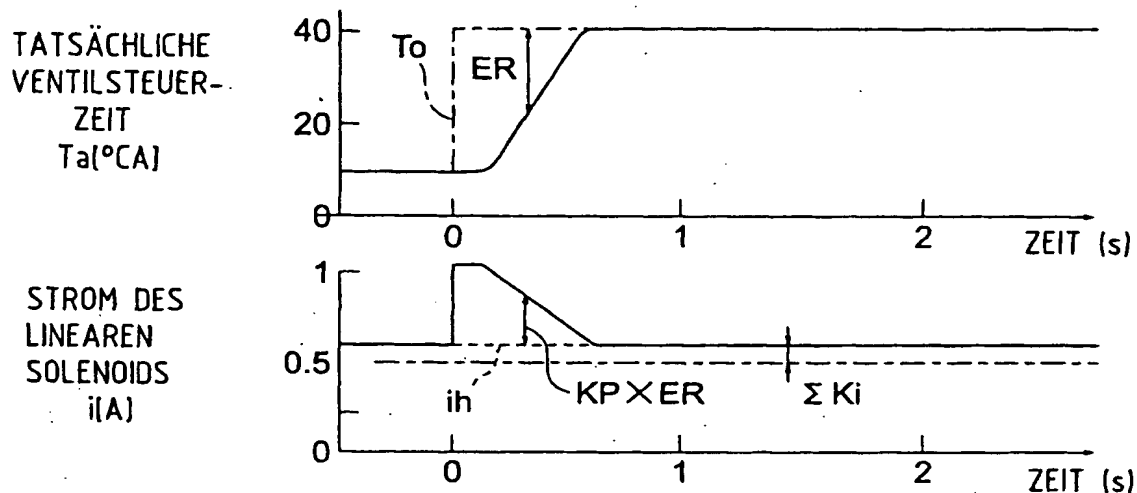 TATSÄCHLICHE
VENTILSTEUER-
ZEIT
Ta[°CA]
40
20
0
To
ER
0
1
2
ZEIT (s)
STROM DES
LINEAREN
SOLENOIDS
i[A]
1
0.5
0
ih
KP×ER
Σ Ki
0
1
2
ZEIT (s)